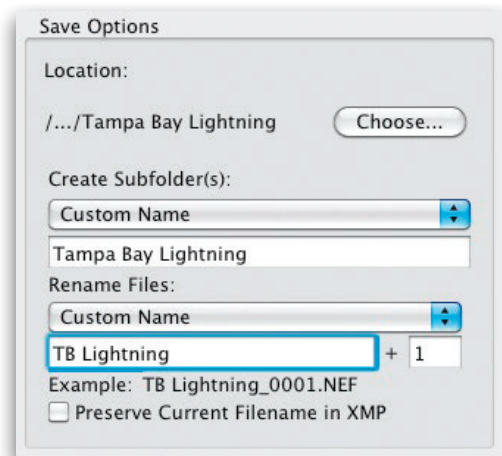 Save Options
Location:
/.../Tampa Bay Lightning Choose...
Create Subfolder(s):
Custom Name
Tampa Bay Lightning
Rename Files:
Custom Name
TB Lightning + 1
Example: TB Lightning_0001.NEF
Preserve Current Filename in XMP